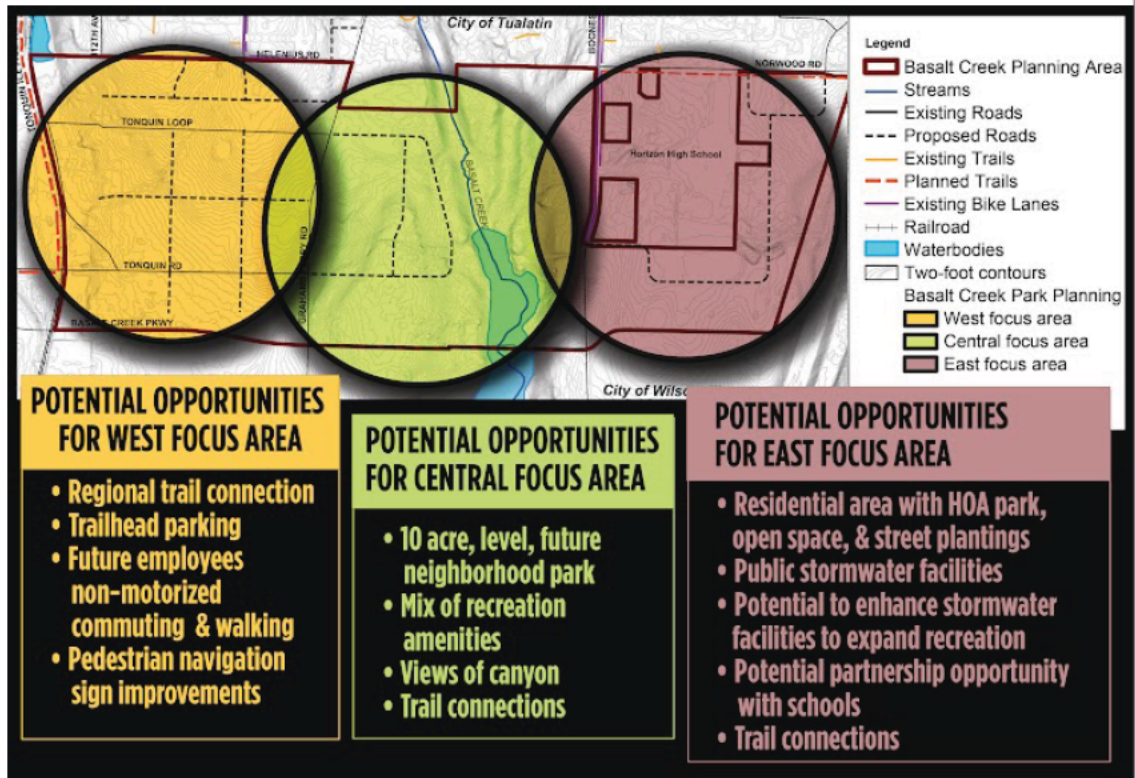 City of Tualatin
12TH AVE
HELENIUS RD
BOONES
NORWOOD RD
TONQUIN
TONQUIN LOOP
Horizon High School
BASALT CREEK
TONQUIN RD
BASALT CREEK PKWY
City of Wilso
Legend
Basalt Creek Planning Area
Streams
Existing Roads
Proposed Roads
Existing Trails
Planned Trails
Existing Bike Lanes
Railroad
Waterbodies
Two-foot contours
Basalt Creek Park Planning
West focus area
Central focus area
East focus area
POTENTIAL OPPORTUNITIES
FOR WEST FOCUS AREA
• Regional trail connection
• Trailhead parking
• Future employees
non-motorized
commuting & walking
• Pedestrian navigation
sign improvements
POTENTIAL OPPORTUNITIES
FOR CENTRAL FOCUS AREA
• 10 acre, level, future
neighborhood park
• Mix of recreation
amenities
• Views of canyon
• Trail connections
POTENTIAL OPPORTUNITIES
FOR EAST FOCUS AREA
• Residential area with HOA park,
open space, & street plantings
• Public stormwater facilities
• Potential to enhance stormwater
facilities to expand recreation
• Potential partnership opportunity
with schools
• Trail connections